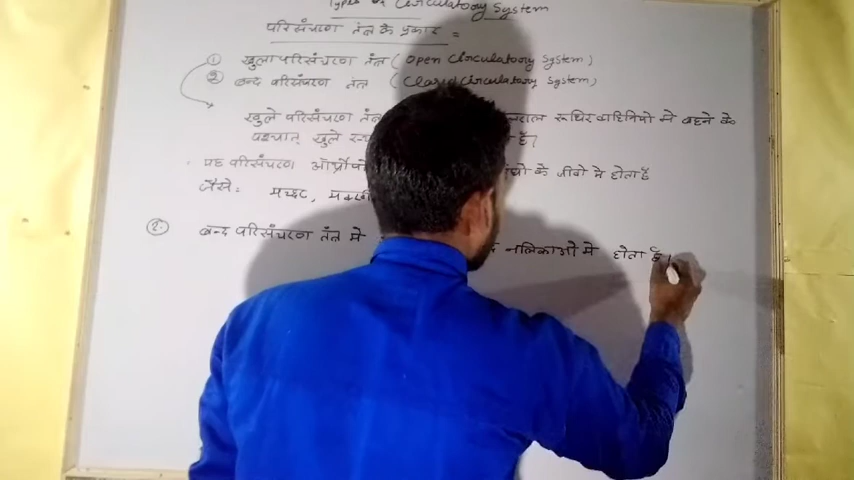 Types of Circulatory System
परिसंचरण तंत्र के प्रकार =
① खुला परिसंचरण तंत्र ( Open Circulatory System )
② बन्द परिसंचरण तंत्र ( Closed Circulatory System )
खुले परिसंचरण तंत्र रूधिर वाहिनियो मे बहने के
पश्चात् खुले है।
यह परिसंचरण के जीवो मे होता है
जैसे: मच्छर, मक्खी
②. बन्द परिसंचरण तंत्र मे नलिकाओ मे होता है।